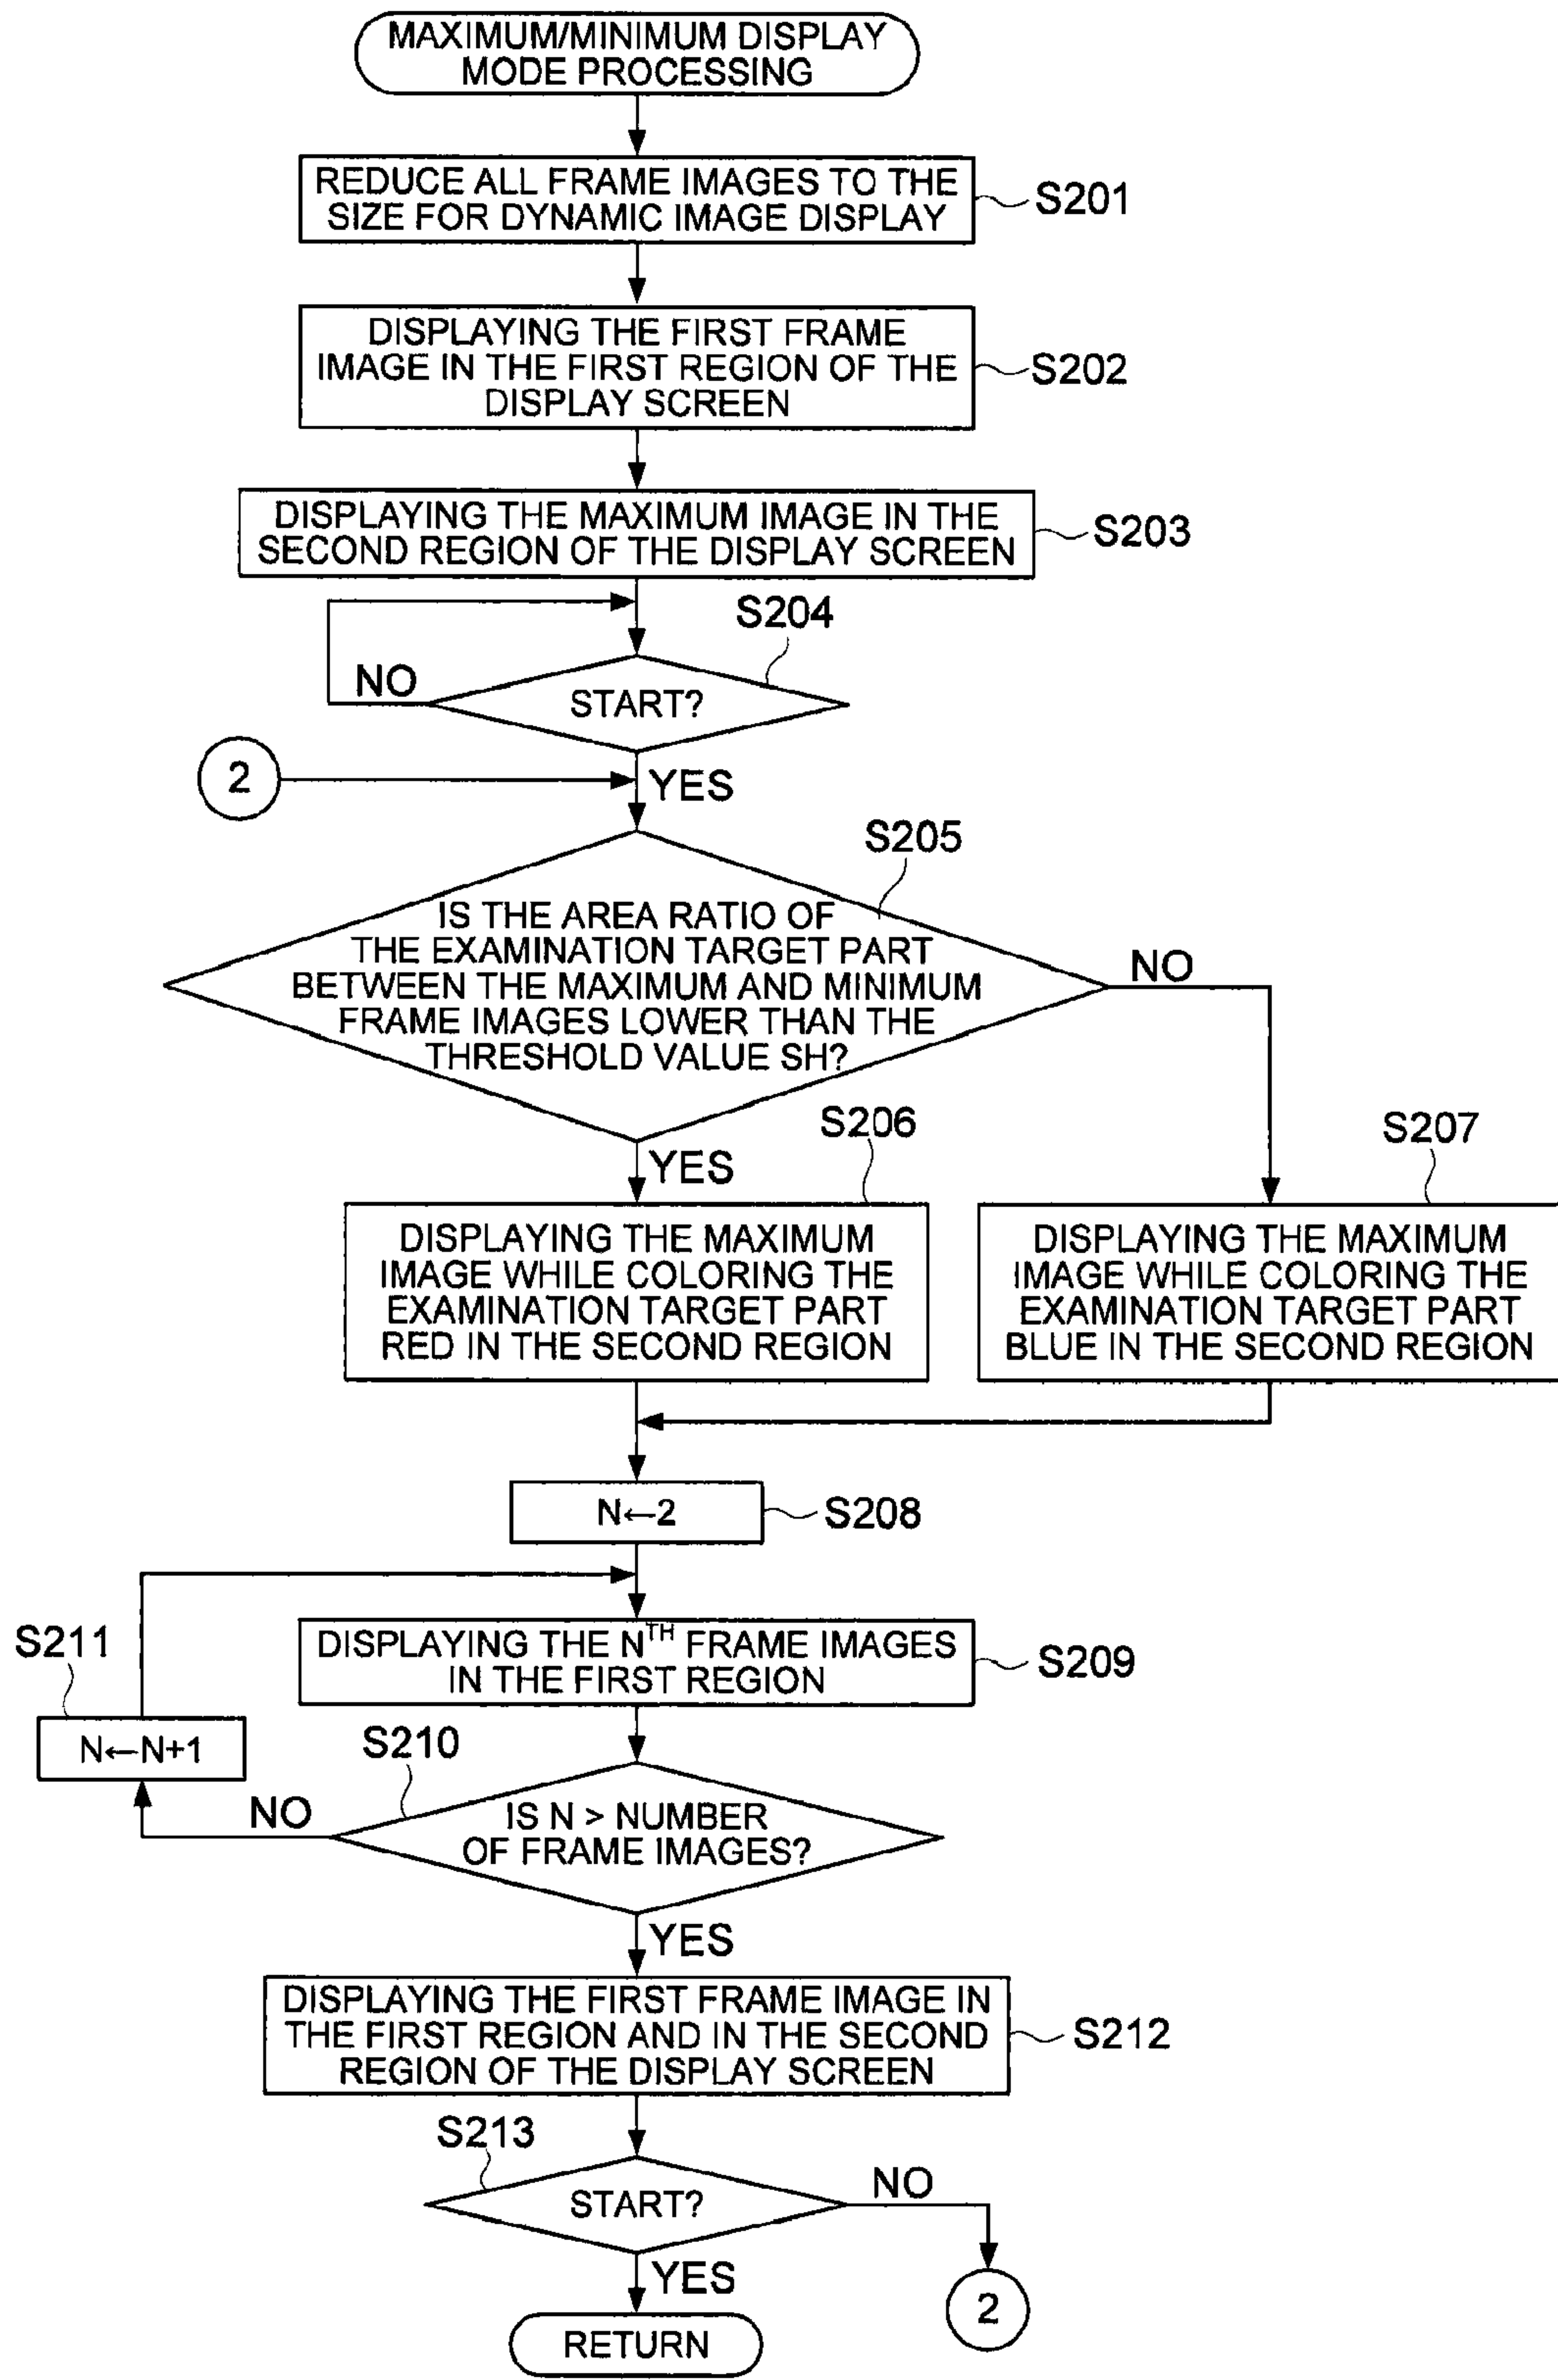 MAXIMUM/MINIMUM DISPLAY
MODE PROCESSING
REDUCE ALL FRAME IMAGES TO THE
SIZE FOR DYNAMIC IMAGE DISPLAY
S201
DISPLAYING THE FIRST FRAME
IMAGE IN THE FIRST REGION OF THE
DISPLAY SCREEN
S202
DISPLAYING THE MAXIMUM IMAGE IN THE
SECOND REGION OF THE DISPLAY SCREEN
S203
S204
NO
START?
2
YES
S205
IS THE AREA RATIO OF
THE EXAMINATION TARGET PART
BETWEEN THE MAXIMUM AND MINIMUM
FRAME IMAGES LOWER THAN THE
THRESHOLD VALUE SH?
NO
YES
S206
S207
DISPLAYING THE MAXIMUM
IMAGE WHILE COLORING THE
EXAMINATION TARGET PART
RED IN THE SECOND REGION
DISPLAYING THE MAXIMUM
IMAGE WHILE COLORING THE
EXAMINATION TARGET PART
BLUE IN THE SECOND REGION
N←2
S208
S211
DISPLAYING THE Nᵀᴴ FRAME IMAGES
IN THE FIRST REGION
S209
N←N+1
S210
NO
IS N > NUMBER
OF FRAME IMAGES?
YES
DISPLAYING THE FIRST FRAME IMAGE IN
THE FIRST REGION AND IN THE SECOND
REGION OF THE DISPLAY SCREEN
S212
S213
START?
NO
YES
2
RETURN